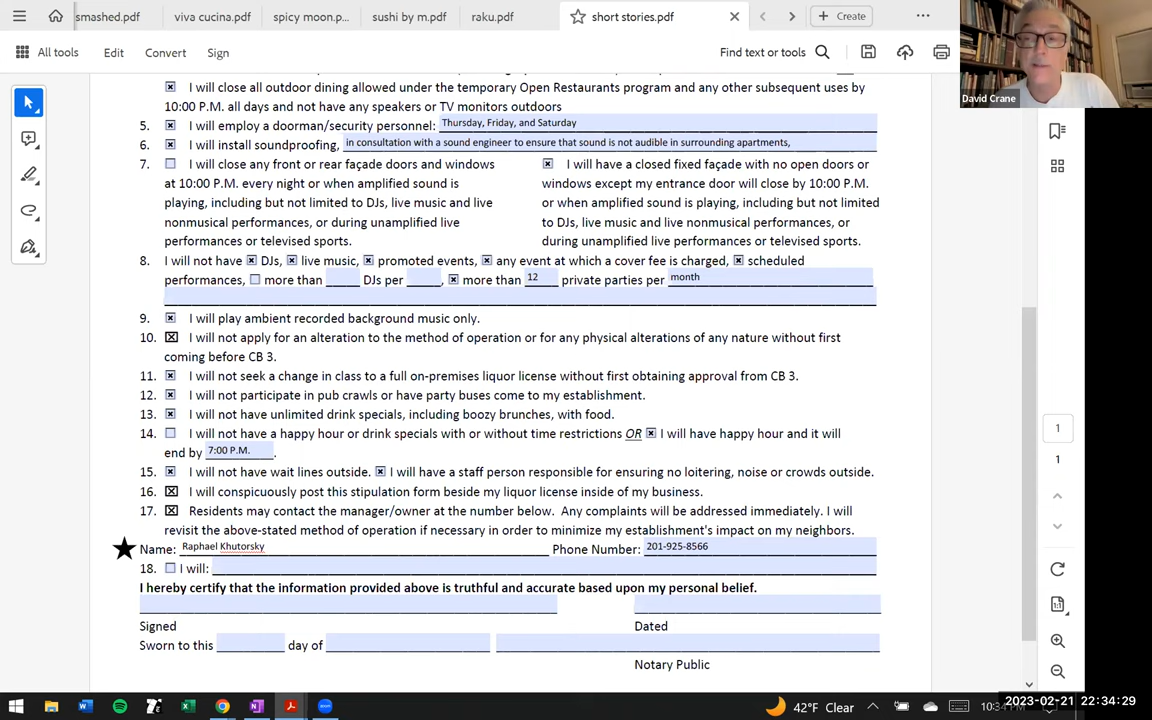 smashed.pdf viva cucina.pdf spicy moon.p... sushi by m.pdf raku.pdf short stories.pdf + Create
All tools Edit Convert Sign Find text or tools
David Crane
I will close all outdoor dining allowed under the temporary Open Restaurants program and any other subsequent uses by
10:00 P.M. all days and not have any speakers or TV monitors outdoors
5. I will employ a doorman/security personnel: Thursday, Friday, and Saturday
6. I will install soundproofing, in consultation with a sound engineer to ensure that sound is not audible in surrounding apartments,
7. I will close any front or rear façade doors and windows
at 10:00 P.M. every night or when amplified sound is
playing, including but not limited to DJs, live music and live
nonmusical performances, or during unamplified live
performances or televised sports.
I will have a closed fixed façade with no open doors or
windows except my entrance door will close by 10:00 P.M.
or when amplified sound is playing, including but not limited
to DJs, live music and live nonmusical performances, or
during unamplified live performances or televised sports.
8. I will not have DJs, live music, promoted events, any event at which a cover fee is charged, scheduled
performances, more than DJs per , more than 12 private parties per month
9. I will play ambient recorded background music only.
10. I will not apply for an alteration to the method of operation or for any physical alterations of any nature without first
coming before CB 3.
11. I will not seek a change in class to a full on-premises liquor license without first obtaining approval from CB 3.
12. I will not participate in pub crawls or have party buses come to my establishment.
13. I will not have unlimited drink specials, including boozy brunches, with food.
14. I will not have a happy hour or drink specials with or without time restrictions OR I will have happy hour and it will
end by 7:00 P.M. .
15. I will not have wait lines outside. I will have a staff person responsible for ensuring no loitering, noise or crowds outside.
16. I will conspicuously post this stipulation form beside my liquor license inside of my business.
17. Residents may contact the manager/owner at the number below. Any complaints will be addressed immediately. I will
revisit the above-stated method of operation if necessary in order to minimize my establishment's impact on my neighbors.
Name: Raphael Khutorsky Phone Number: 201-925-8566
18. I will:
I hereby certify that the information provided above is truthful and accurate based upon my personal belief.
Signed Dated
Sworn to this day of
Notary Public
1
1
42°F Clear
2023-02-21 22:34:29